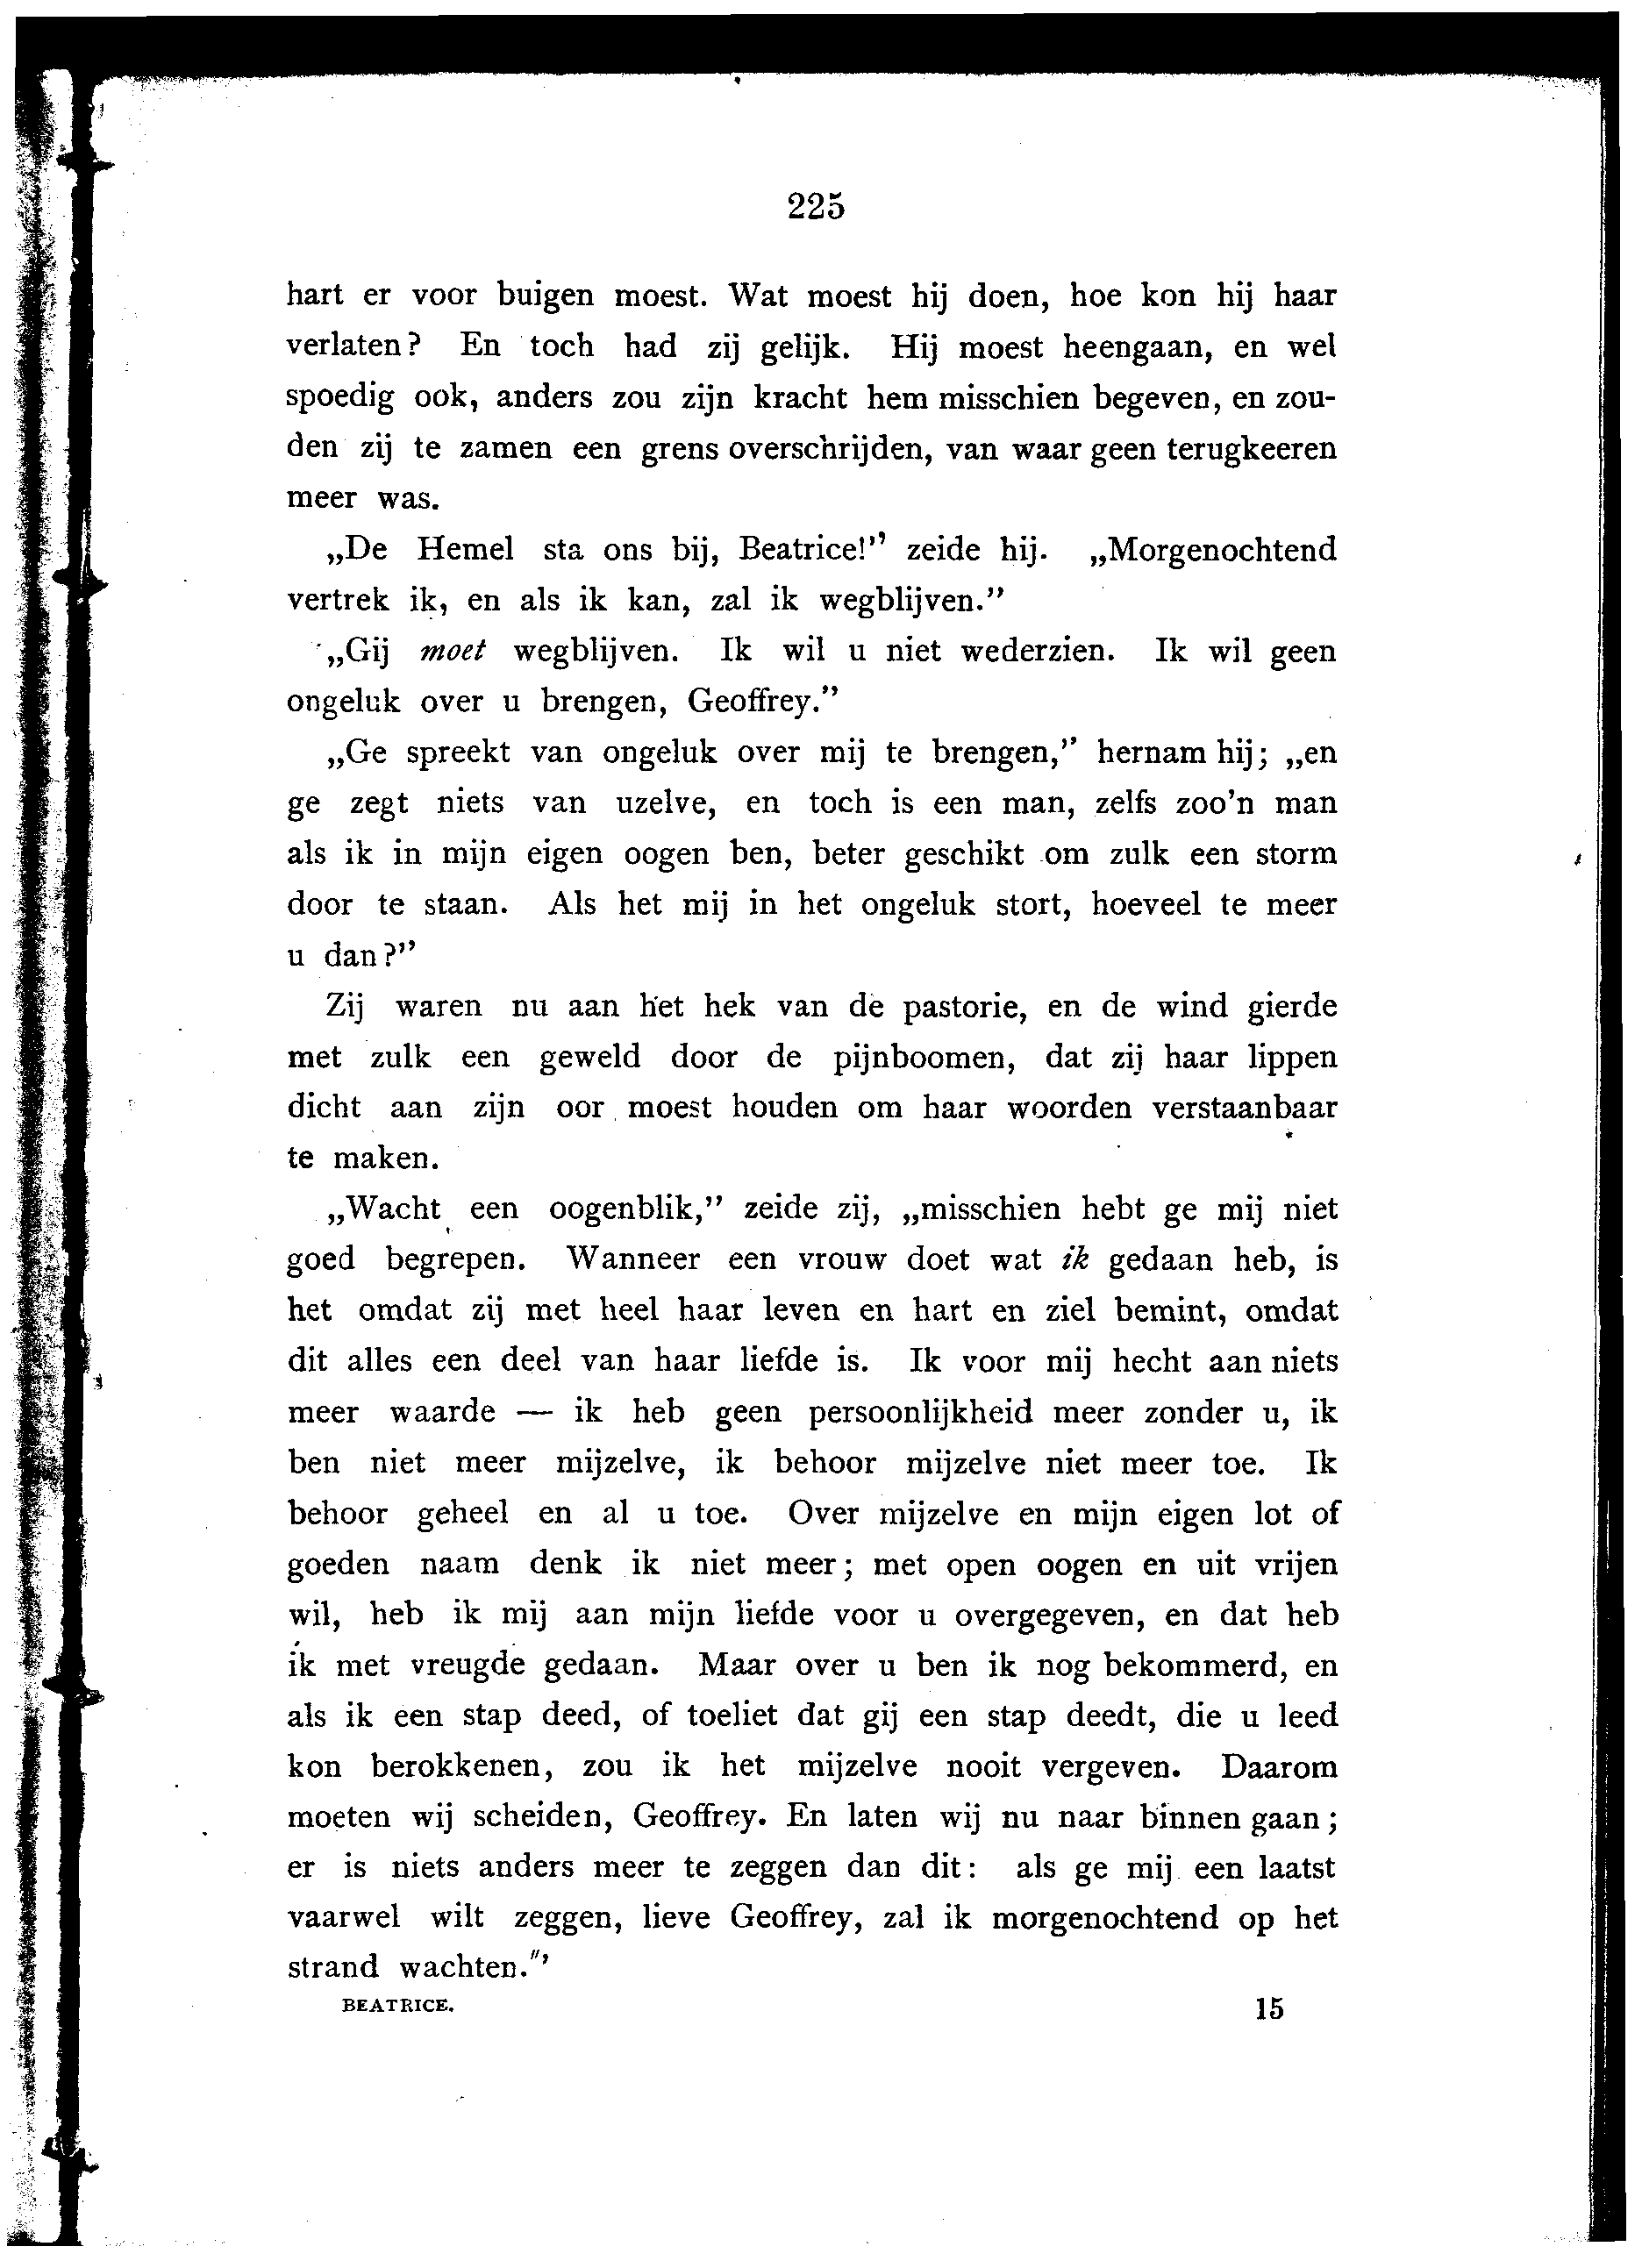 225
hart er voor buigen moest. Wat moest hij doen, hoe kon hij haar
verlaten? En toch had zij gelijk. Hij moest heengaan, en wel
spoedig ook, anders zou zijn kracht hem misschien begeven, en zou-
den zij te zamen een grens overschrijden, van waar geen terugkeeren
meer was.
„De Hemel sta ons bij, Beatrice!” zeide hij. „Morgenochtend
vertrek ik, en als ik kan, zal ik wegblijven.”
„Gij moet wegblijven. Ik wil u niet wederzien. Ik wil geen
ongeluk over u brengen, Geoffrey.”
„Ge spreekt van ongeluk over mij te brengen,” hernam hij; „en
ge zegt niets van uzelve, en toch is een man, zelfs zoo’n man
als ik in mijn eigen oogen ben, beter geschikt om zulk een storm
door te staan. Als het mij in het ongeluk stort, hoeveel te meer
u dan?”
Zij waren nu aan het hek van de pastorie, en de wind gierde
met zulk een geweld door de pijnboomen, dat zij haar lippen
dicht aan zijn oor moest houden om haar woorden verstaanbaar
te maken.
„Wacht een oogenblik,” zeide zij, „misschien hebt ge mij niet
goed begrepen. Wanneer een vrouw doet wat ik gedaan heb, is
het omdat zij met heel haar leven en hart en ziel bemint, omdat
dit alles een deel van haar liefde is. Ik voor mij hecht aan niets
meer waarde — ik heb geen persoonlijkheid meer zonder u, ik
ben niet meer mijzelve, ik behoor mijzelve niet meer toe. Ik
behoor geheel en al u toe. Over mijzelve en mijn eigen lot of
goeden naam denk ik niet meer; met open oogen en uit vrijen
wil, heb ik mij aan mijn liefde voor u overgegeven, en dat heb
ik met vreugde gedaan. Maar over u ben ik nog bekommerd, en
als ik een stap deed, of toeliet dat gij een stap deedt, die u leed
kon berokkenen, zou ik het mijzelve nooit vergeven. Daarom
moeten wij scheiden, Geoffrey. En laten wij nu naar binnen gaan;
er is niets anders meer te zeggen dan dit: als ge mij een laatst
vaarwel wilt zeggen, lieve Geoffrey, zal ik morgenochtend op het
strand wachten."’
BEATRICE. 15